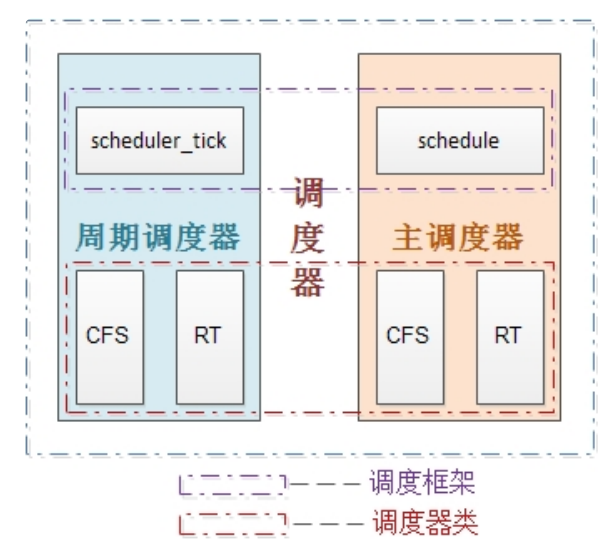 scheduler_tick
schedule
调度器
周期调度器
主调度器
CFS
RT
CFS
RT
调度框架
调度器类